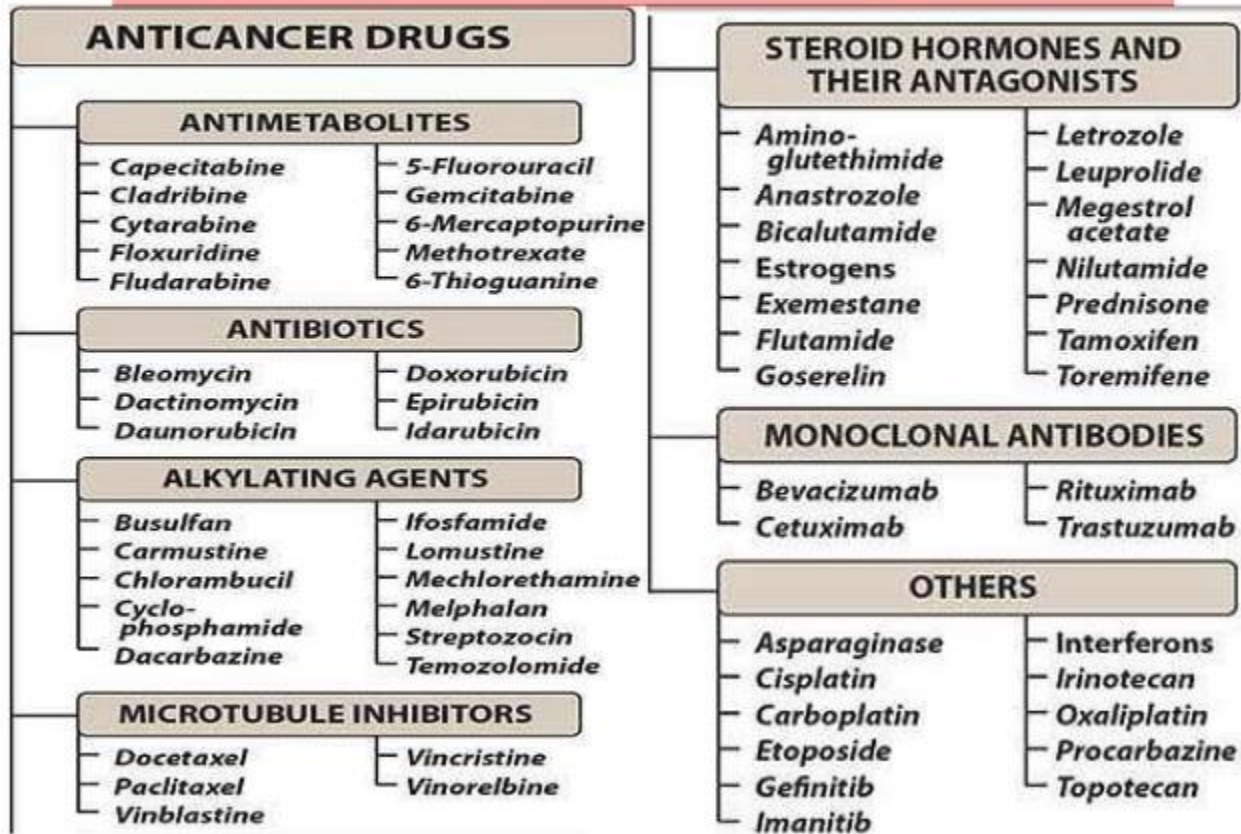 ANTICANCER DRUGS
ANTIMETABOLITES
Capecitabine
Cladribine
Cytarabine
Floxuridine
Fludarabine
5-Fluorouracil
Gemcitabine
6-Mercaptopurine
Methotrexate
6-Thioguanine
ANTIBIOTICS
Bleomycin
Dactinomycin
Daunorubicin
Doxorubicin
Epirubicin
Idarubicin
ALKYLATING AGENTS
Busulfan
Carmustine
Chlorambucil
Cyclo-
phosphamide
Dacarbazine
Ifosfamide
Lomustine
Mechlorethamine
Melphalan
Streptozocin
Temozolomide
MICROTUBULE INHIBITORS
Docetaxel
Paclitaxel
Vinblastine
Vincristine
Vinorelbine
STEROID HORMONES AND
THEIR ANTAGONISTS
Amino-
glutethimide
Anastrozole
Bicalutamide
Estrogens
Exemestane
Flutamide
Goserelin
Letrozole
Leuprolide
Megestrol
acetate
Nilutamide
Prednisone
Tamoxifen
Toremifene
MONOCLONAL ANTIBODIES
Bevacizumab
Cetuximab
Rituximab
Trastuzumab
OTHERS
Asparaginase
Cisplatin
Carboplatin
Etoposide
Gefinitib
Imanitib
Interferons
Irinotecan
Oxaliplatin
Procarbazine
Topotecan